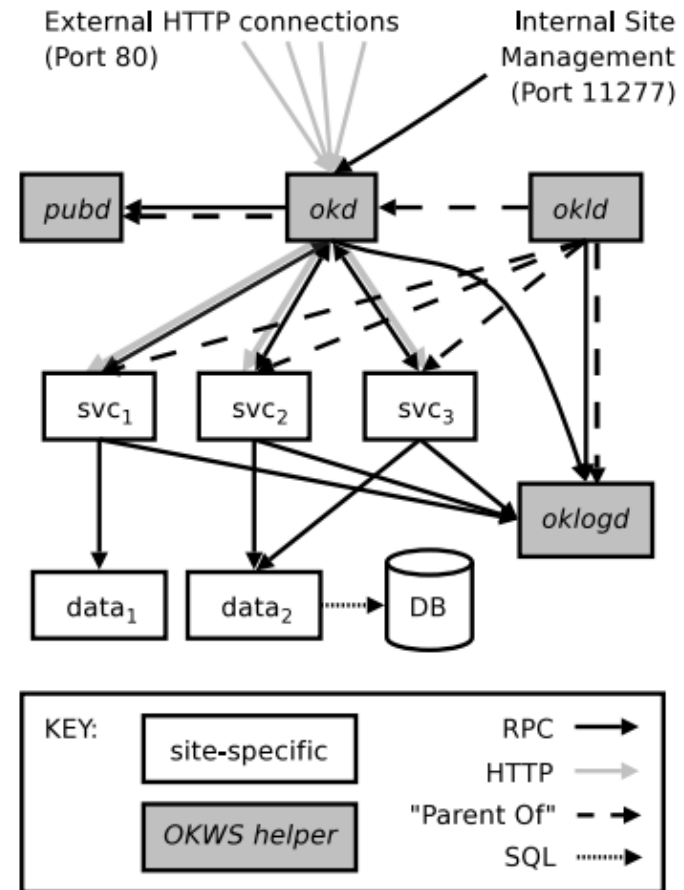 External HTTP connections
(Port 80)
Internal Site
Management
(Port 11277)
pubd
okd
okld
svc₁
svc₂
svc₃
oklogd
data₁
data₂
DB
KEY:
site-specific
OKWS helper
RPC
HTTP
"Parent Of"
SQL